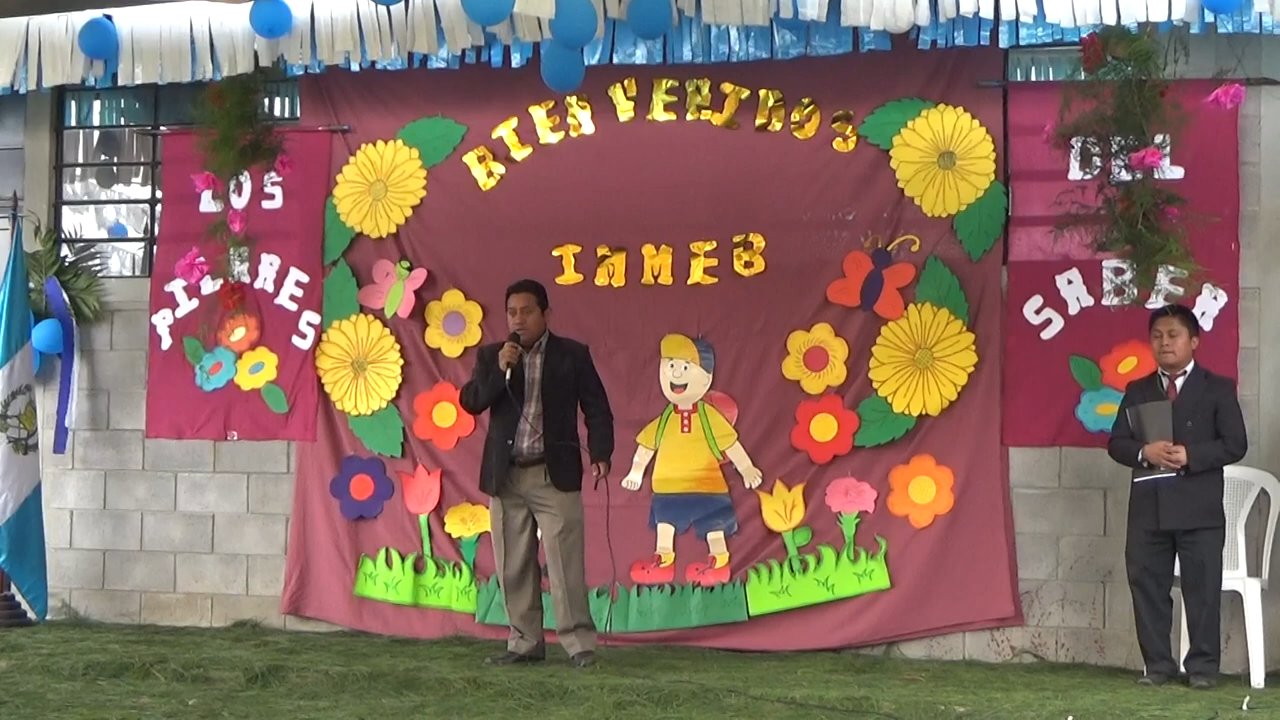 BIENVENIDOS
INMEB
LOS
PILARES
DEL
SABER